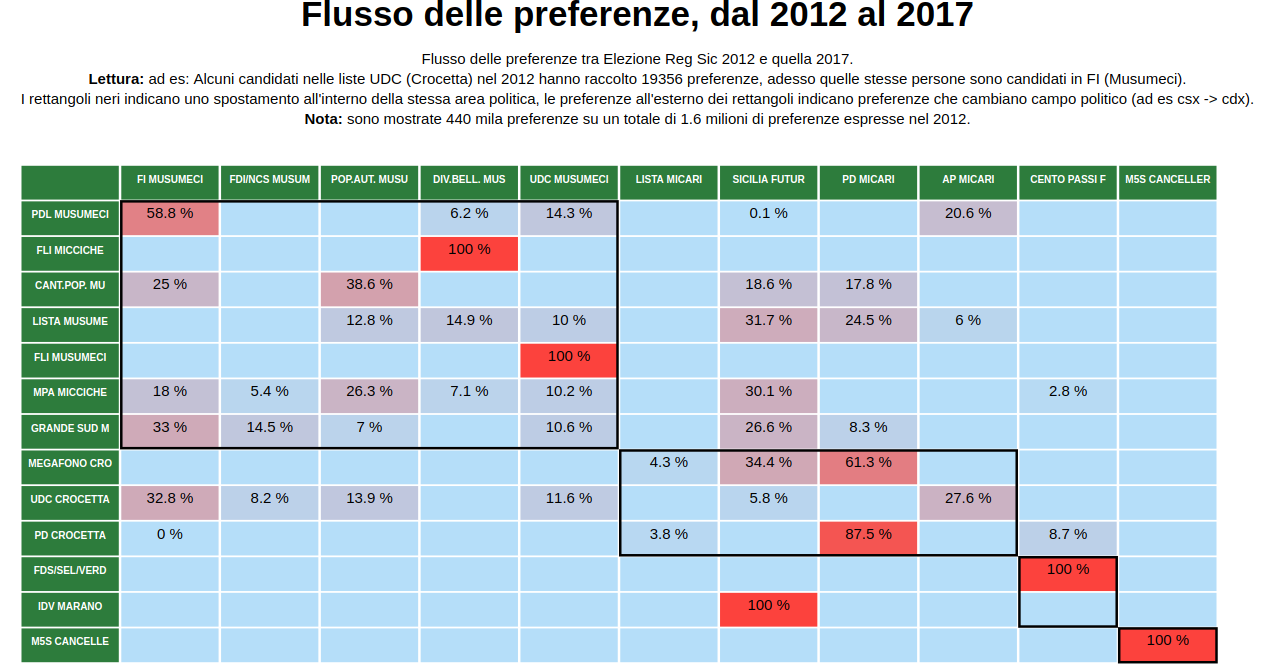 Flusso delle preferenze, dal 2012 al 2017
Flusso delle preferenze tra Elezione Reg Sic 2012 e quella 2017.
Lettura: ad es: Alcuni candidati nelle liste UDC (Crocetta) nel 2012 hanno raccolto 19356 preferenze, adesso quelle stesse persone sono candidati in FI (Musumeci).
I rettangoli neri indicano uno spostamento all'interno della stessa area politica, le preferenze all'esterno dei rettangoli indicano preferenze che cambiano campo politico (ad es csx -> cdx).
Nota: sono mostrate 440 mila preferenze su un totale di 1.6 milioni di preferenze espresse nel 2012.
FI MUSUMECI FDI/NCS MUSUM POP.AUT. MUSU DIV.BELL. MUS UDC MUSUMECI LISTA MICARI SICILIA FUTUR PD MICARI AP MICARI CENTO PASSI F M5S CANCELLER
PDL MUSUMECI 58.8 % 6.2 % 14.3 % 0.1 % 20.6 %
FLI MICCICHE 100 %
CANT.POP. MU 25 % 38.6 % 18.6 % 17.8 %
LISTA MUSUME 12.8 % 14.9 % 10 % 31.7 % 24.5 % 6 %
FLI MUSUMECI 100 %
MPA MICCICHE 18 % 5.4 % 26.3 % 7.1 % 10.2 % 30.1 % 2.8 %
GRANDE SUD M 33 % 14.5 % 7 % 10.6 % 26.6 % 8.3 %
MEGAFONO CRO 4.3 % 34.4 % 61.3 %
UDC CROCETTA 32.8 % 8.2 % 13.9 % 11.6 % 5.8 % 27.6 %
PD CROCETTA 0 % 3.8 % 87.5 % 8.7 %
FDS/SEL/VERD 100 %
IDV MARANO 100 %
M5S CANCELLE 100 %